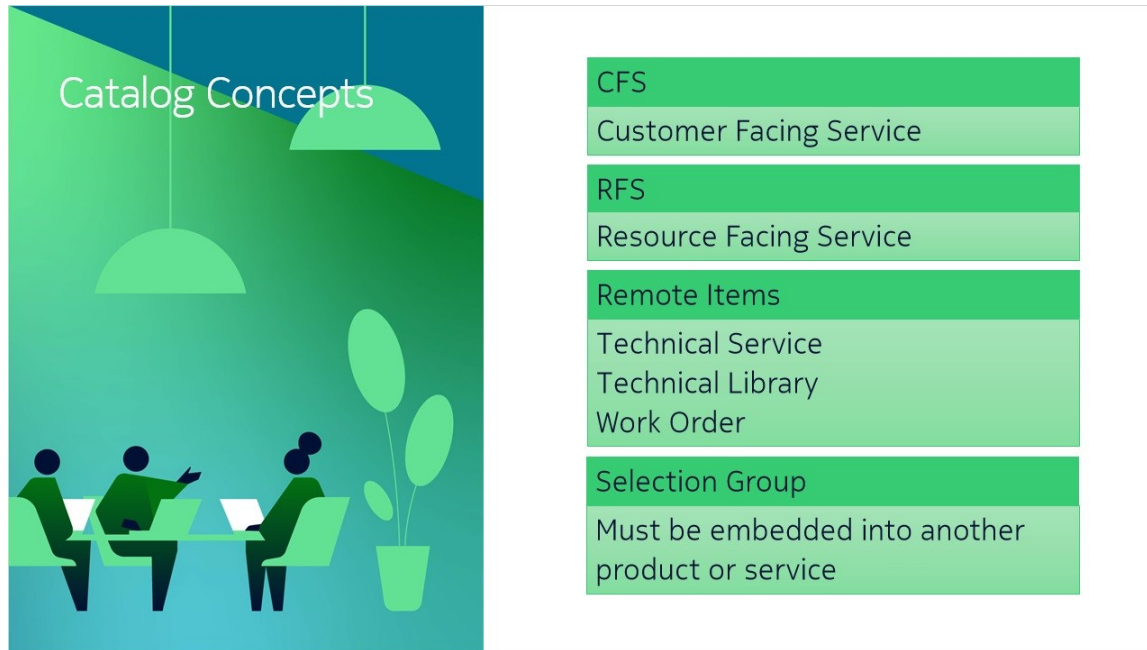 Catalog Concepts
CFS
Customer Facing Service
RFS
Resource Facing Service
Remote Items
Technical Service
Technical Library
Work Order
Selection Group
Must be embedded into another
product or service